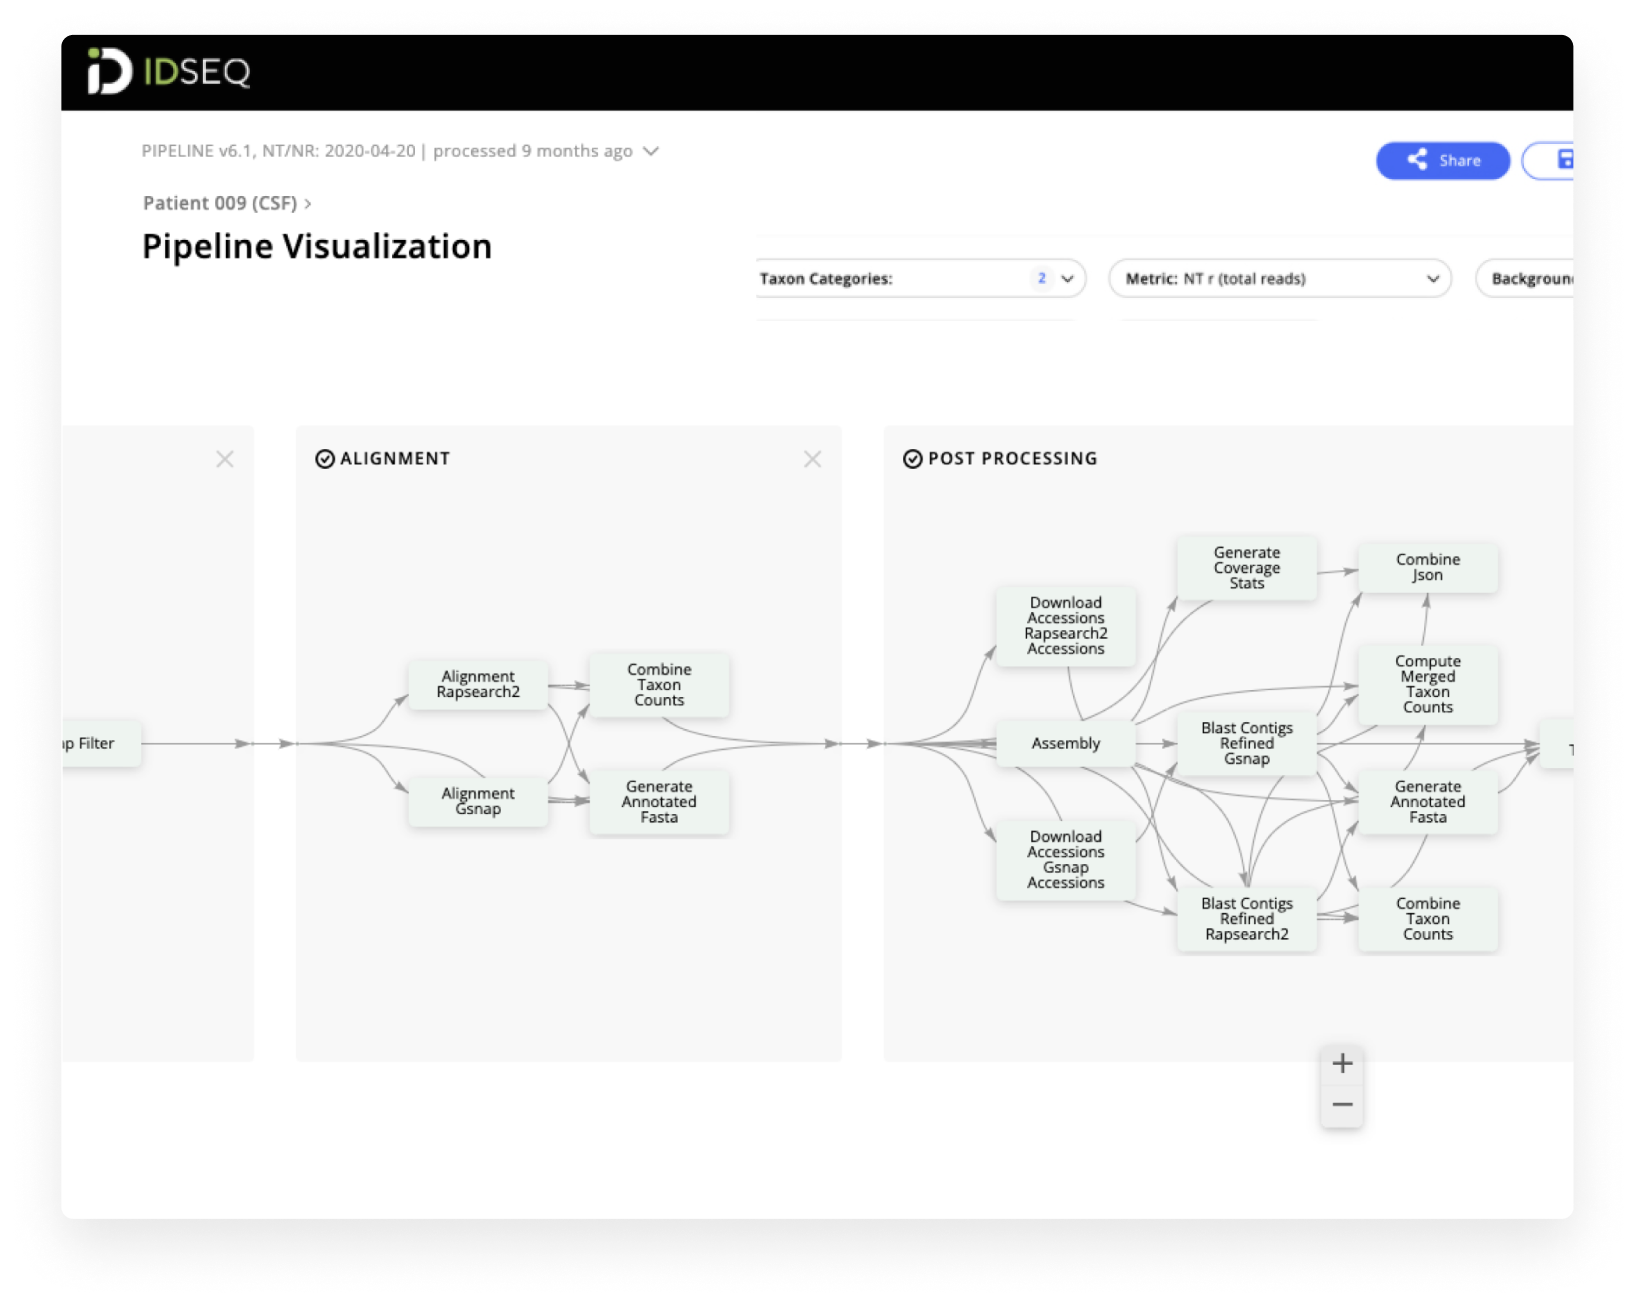 IDSEQ
PIPELINE v6.1, NT/NR: 2020-04-20 | processed 9 months ago
Share
Patient 009 (CSF) >
Pipeline Visualization
Taxon Categories: 2
Metric: NT r (total reads)
ALIGNMENT
POST PROCESSING
Filter
Alignment
Rapsearch2
Combine
Taxon
Counts
Alignment
Gsnap
Generate
Annotated
Fasta
Download
Accessions
Rapsearch2
Accessions
Assembly
Download
Accessions
Gsnap
Accessions
Generate
Coverage
Stats
Blast Contigs
Refined
Gsnap
Blast Contigs
Refined
Rapsearch2
Combine
Json
Compute
Merged
Taxon
Counts
Generate
Annotated
Fasta
Combine
Taxon
Counts
+
−